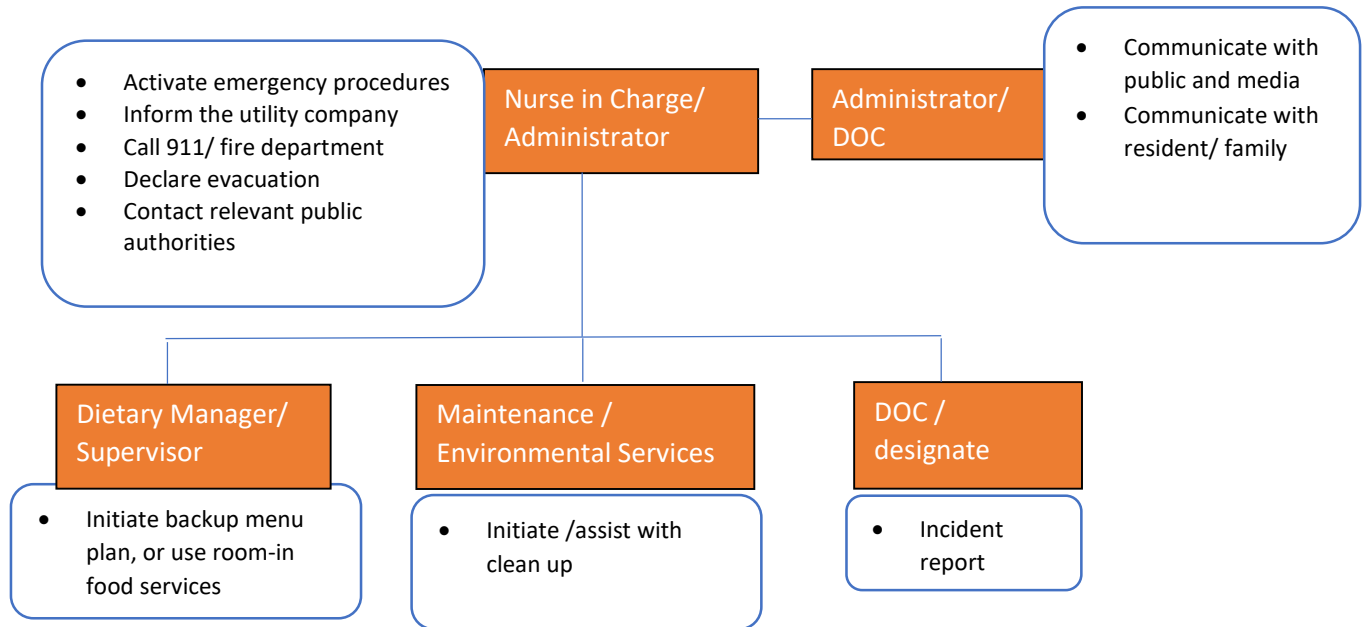 • Activate emergency procedures
• Inform the utility company
• Call 911/ fire department
• Declare evacuation
• Contact relevant public
authorities
Nurse in Charge/
Administrator
Administrator/
DOC
• Communicate with
public and media
• Communicate with
resident/ family
Dietary Manager/
Supervisor
• Initiate backup menu
plan, or use room-in
food services
Maintenance /
Environmental Services
• Initiate /assist with
clean up
DOC /
designate
• Incident
report